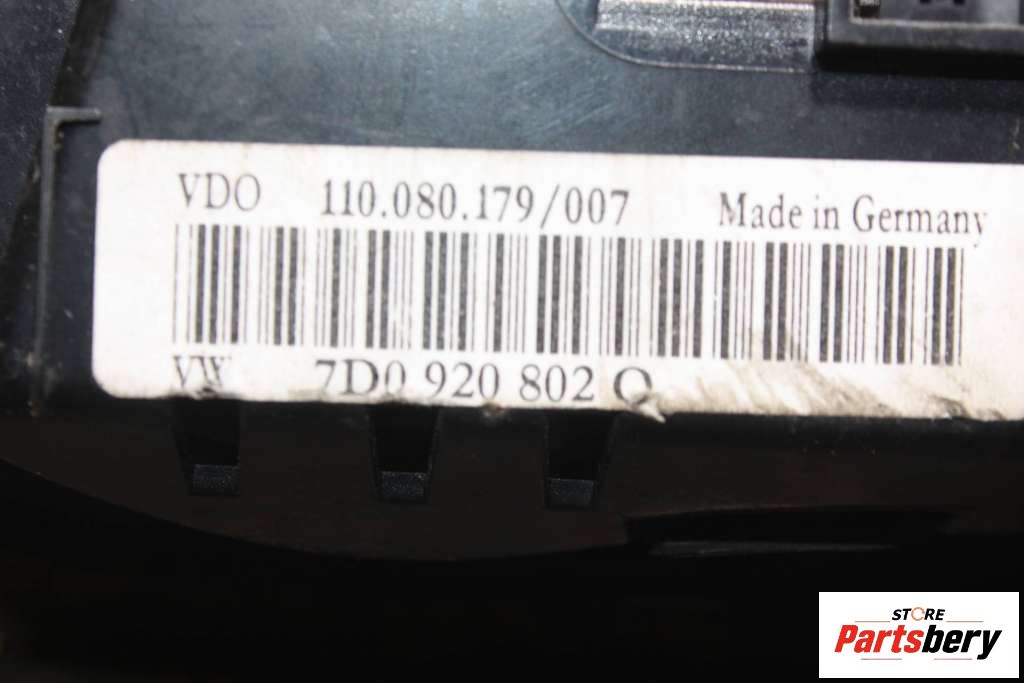 VDO 110.080.179/007 Made in Germany
VW 7D0 920 802 Q
STORE
Partsbery